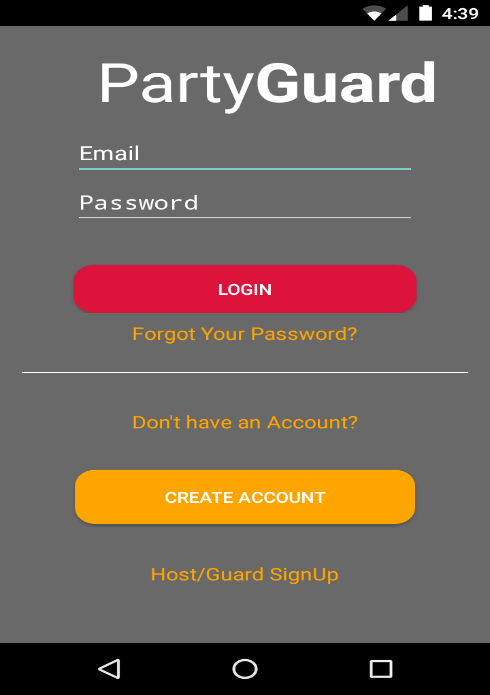 4:39
PartyGuard
Email
Password
LOGIN
Forgot Your Password?
Don't have an Account?
CREATE ACCOUNT
Host/Guard SignUp